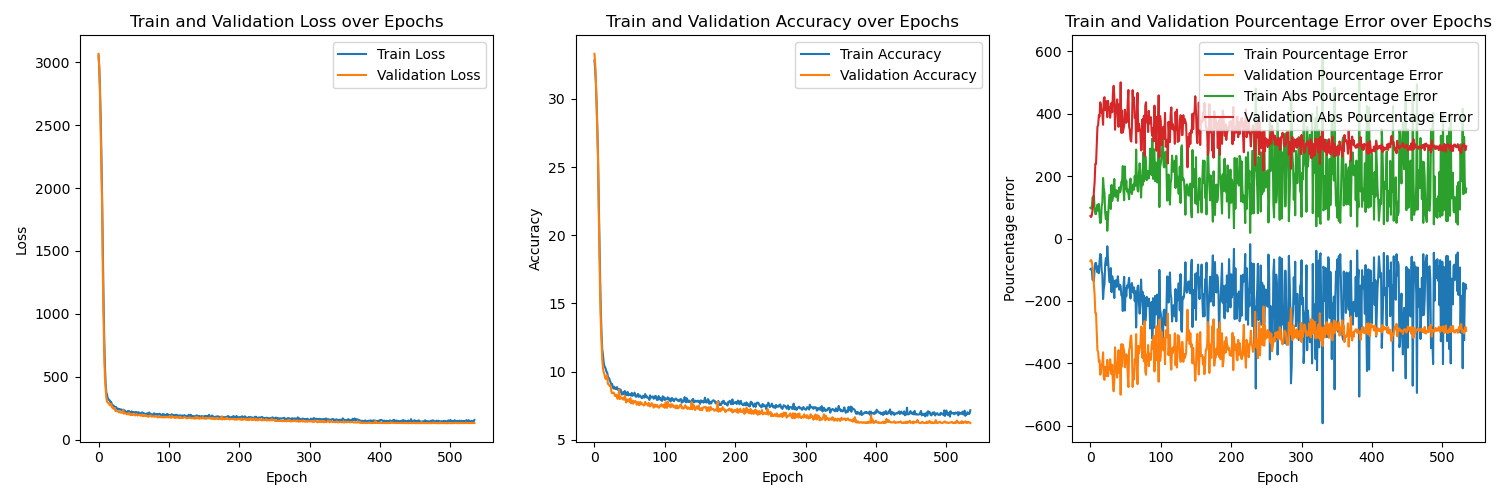 Train and Validation Loss over Epochs
Train Loss
Validation Loss
3000
2500
2000
1500
1000
500
0
Loss
0 100 200 300 400 500
Epoch
Train and Validation Accuracy over Epochs
Train Accuracy
Validation Accuracy
30
25
20
15
10
5
Accuracy
0 100 200 300 400 500
Epoch
Train and Validation Pourcentage Error over Epochs
Train Pourcentage Error
Validation Pourcentage Error
Train Abs Pourcentage Error
Validation Abs Pourcentage Error
600
400
200
0
−200
−400
−600
Pourcentage error
0 100 200 300 400 500
Epoch